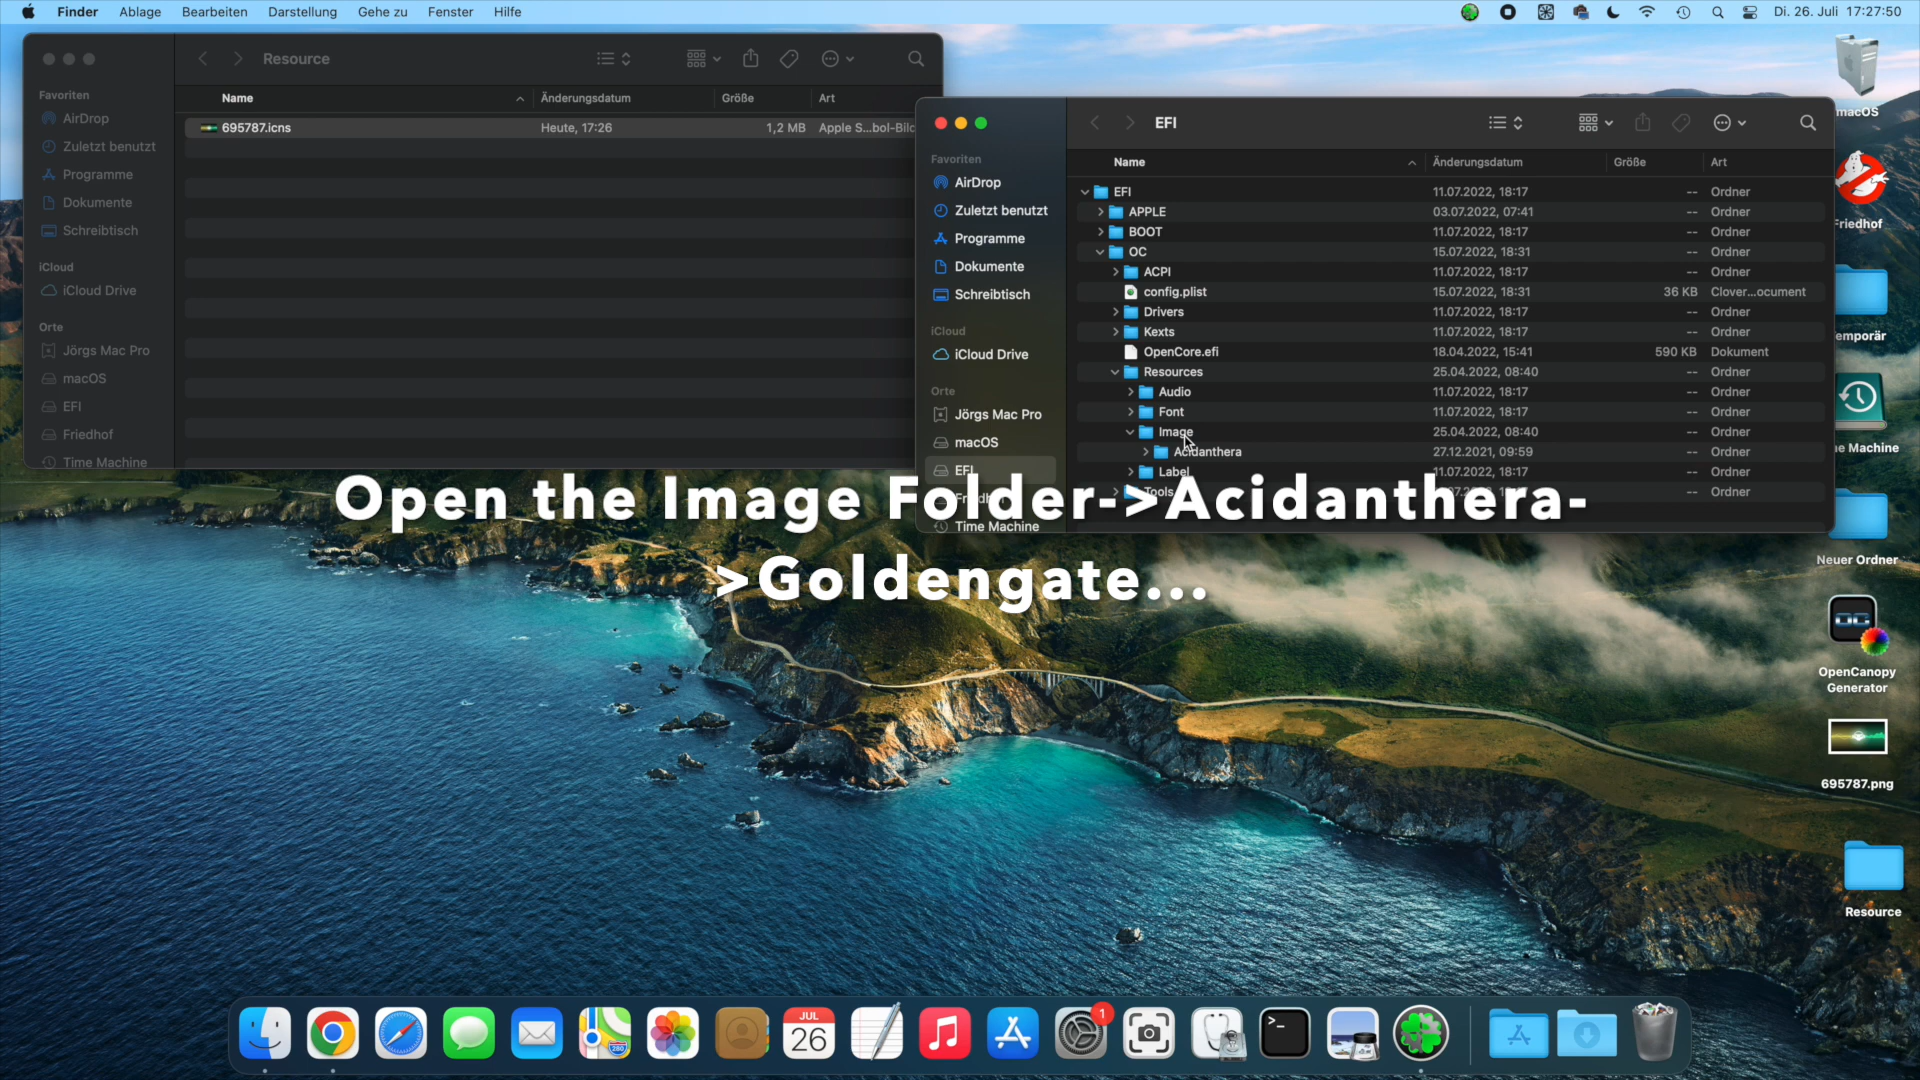 Finder Ablage Bearbeiten Darstellung Gehe zu Fenster Hilfe
Di. 26. Juli 17:27:50
Resource
Name Änderungsdatum Größe Art
695787.icns Heute, 17:26 1,2 MB Apple S...bol-Bilc
Favoriten
AirDrop
Zuletzt benutzt
Programme
Dokumente
Schreibtisch
iCloud
iCloud Drive
Orte
Jörgs Mac Pro
macOS
EFI
Friedhof
Time Machine
EFI
Favoriten
AirDrop
Zuletzt benutzt
Programme
Dokumente
Schreibtisch
iCloud
iCloud Drive
Orte
Jörgs Mac Pro
macOS
EFI
Time Machine
Name Änderungsdatum Größe Art
EFI 11.07.2022, 18:17 -- Ordner
APPLE 03.07.2022, 07:41 -- Ordner
BOOT 11.07.2022, 18:17 -- Ordner
OC 15.07.2022, 18:31 -- Ordner
ACPI 11.07.2022, 18:17 -- Ordner
config.plist 15.07.2022, 18:31 36 KB Clover...ocument
Drivers 11.07.2022, 18:17 -- Ordner
Kexts 11.07.2022, 18:17 -- Ordner
OpenCore.efi 18.04.2022, 15:41 590 KB Dokument
Resources 25.04.2022, 08:40 -- Ordner
Audio 11.07.2022, 18:17 -- Ordner
Font 11.07.2022, 18:17 -- Ordner
Image 25.04.2022, 08:40 -- Ordner
Acidanthera 27.12.2021, 09:59 -- Ordner
Label 11.07.2022, 18:17 -- Ordner
Tools -- Ordner
Open the Image Folder->Acidanthera-
>Goldengate...
macOS
Friedhof
emporär
e Machine
Neuer Ordner
OC
OpenCanopy
Generator
695787.png
Resource
280
JUL
26
1
>_